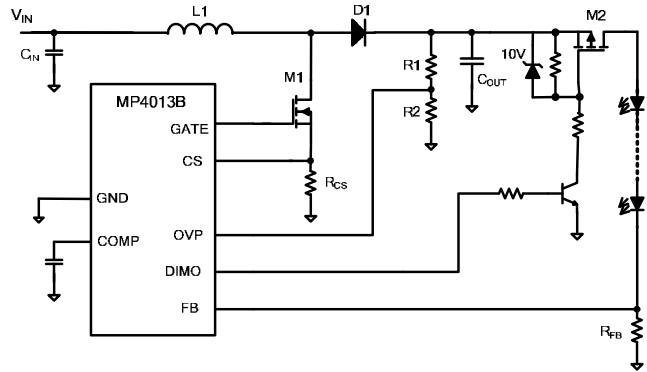 VIN
L1
D1
M2
CIN
M1
R1
COUT
10V
MP4013B
GATE
R2
CS
RCS
GND
COMP
OVP
DIMO
FB
RFB